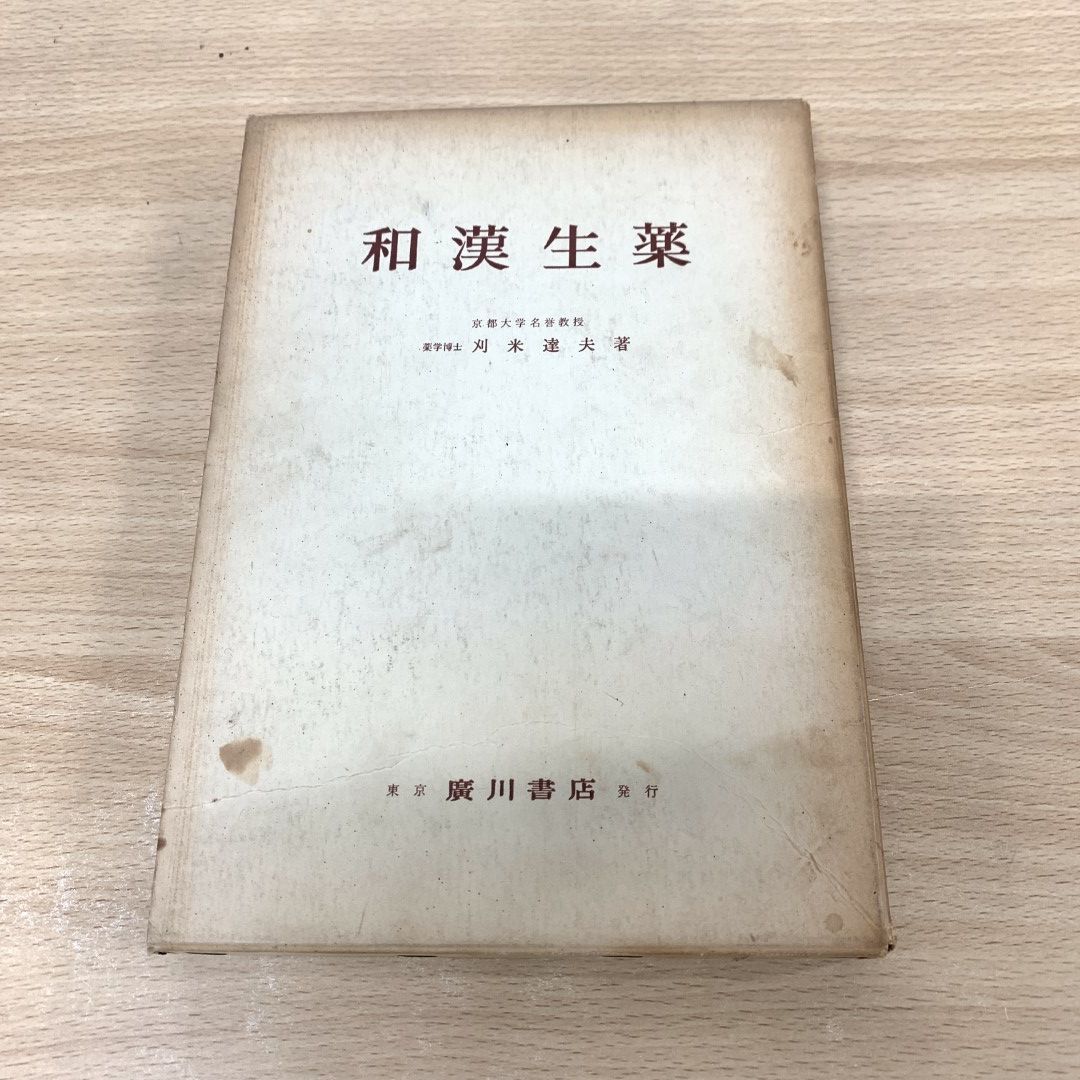 和漢生薬
京都大学名誉教授
薬学博士 刈米達夫著
東京 廣川書店 発行